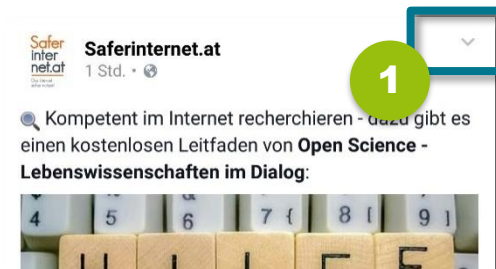 Safer
inter
net.at
Saferinternet.at
1 Std.
1
Kompetent im Internet recherchieren - dazu gibt es
einen kostenlosen Leitfaden von Open Science -
Lebenswissenschaften im Dialog:
4 5 6 7 { 8 [ 9 ]